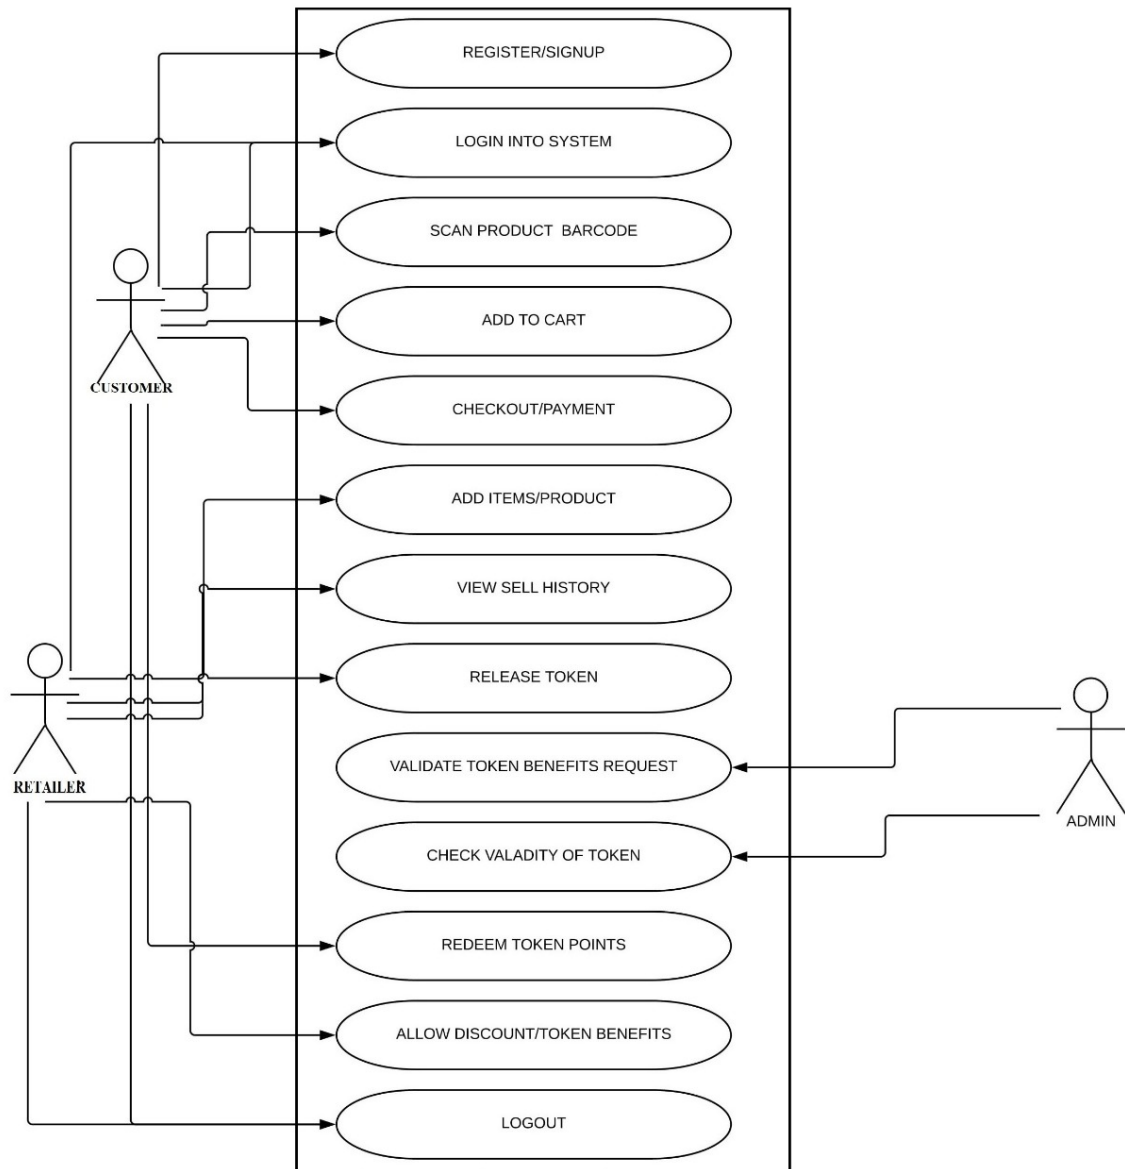 REGISTER/SIGNUP
LOGIN INTO SYSTEM
SCAN PRODUCT  BARCODE
ADD TO CART
CUSTOMER
CHECKOUT/PAYMENT
ADD ITEMS/PRODUCT
VIEW SELL HISTORY
RELEASE TOKEN
VALIDATE TOKEN BENEFITS REQUEST
RETAILER
ADMIN
CHECK VALADITY OF TOKEN
REDEEM TOKEN POINTS
ALLOW DISCOUNT/TOKEN BENEFITS
LOGOUT